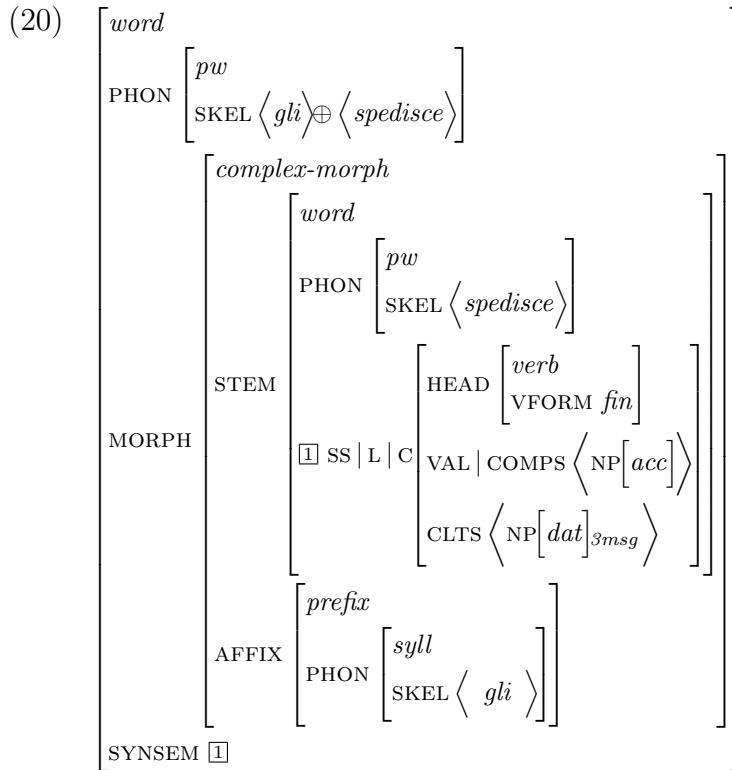 (20)
word
PHON [pw
SKEL ⟨gli⟩⊕⟨spedisce⟩]
complex-morph
word
PHON [pw
SKEL ⟨spedisce⟩]
STEM
HEAD [verb
VFORM fin]
MORPH
1 SS | L | C
VAL | COMPS ⟨NP[acc]⟩
CLTS ⟨NP[dat]3msg⟩
prefix
AFFIX
PHON [syll
SKEL ⟨ gli ⟩]
SYNSEM 1